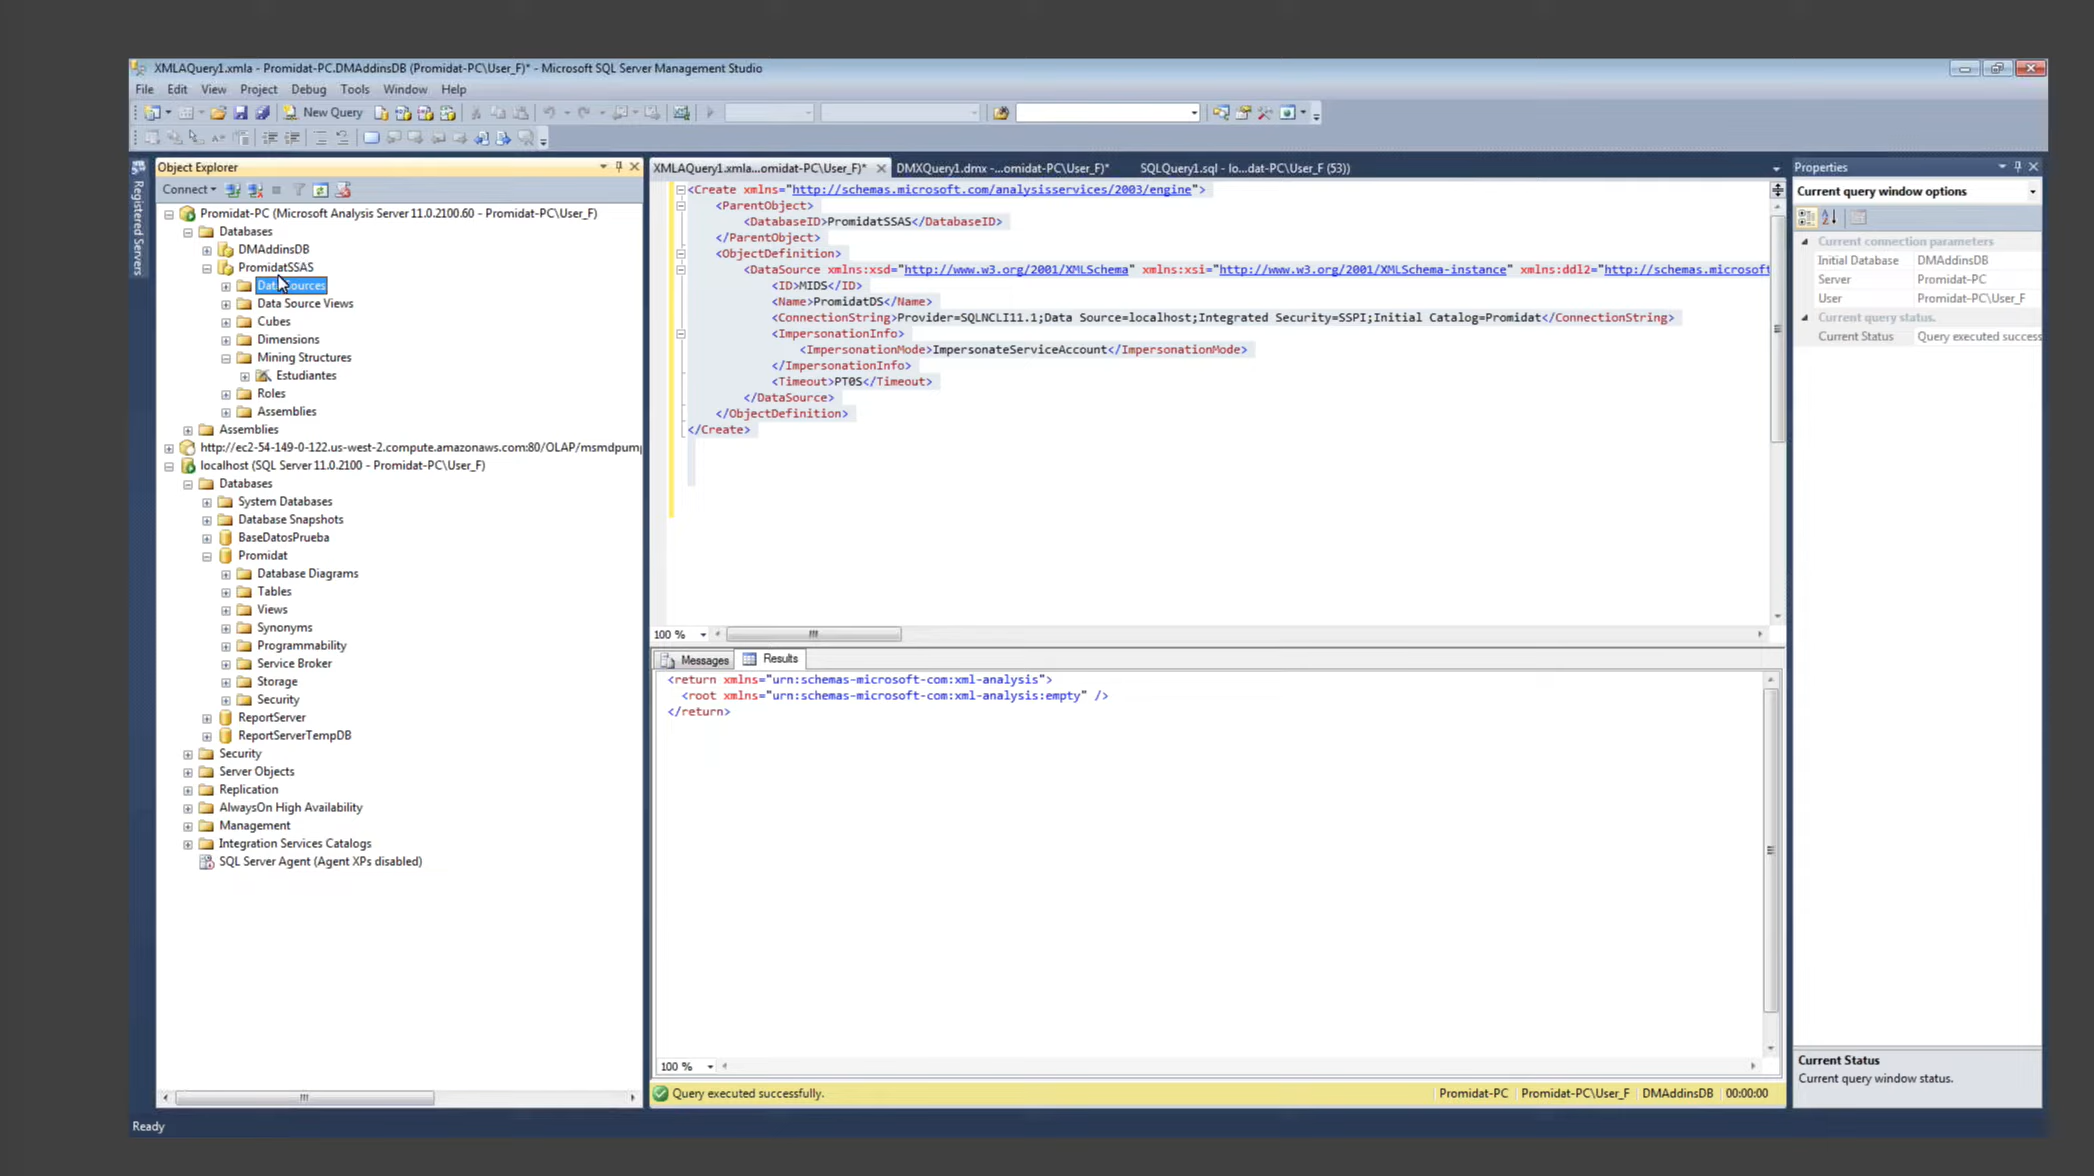 XMLAQuery1.xmla - Promidat-PC.DMAddinsDB (Promidat-PC\User_F)* - Microsoft SQL Server Management Studio
File Edit View Project Debug Tools Window Help
New Query
Registered Servers
Object Explorer
Connect
Promidat-PC (Microsoft Analysis Server 11.0.2100.60 - Promidat-PC\User_F)
Databases
DMAddinsDB
PromidatSSAS
Data Sources
Data Source Views
Cubes
Dimensions
Mining Structures
Estudiantes
Roles
Assemblies
Assemblies
http://ec2-54-149-0-122.us-west-2.compute.amazonaws.com:80/OLAP/msmdpump
localhost (SQL Server 11.0.2100 - Promidat-PC\User_F)
Databases
System Databases
Database Snapshots
BaseDatosPrueba
Promidat
Database Diagrams
Tables
Views
Synonyms
Programmability
Service Broker
Storage
Security
ReportServer
ReportServerTempDB
Security
Server Objects
Replication
AlwaysOn High Availability
Management
Integration Services Catalogs
SQL Server Agent (Agent XPs disabled)
XMLAQuery1.xmla...omidat-PC\User_F)* DMXQuery1.dmx -...omidat-PC\User_F)* SQLQuery1.sql - lo...dat-PC\User_F (53))
<Create xmlns="http://schemas.microsoft.com/analysisservices/2003/engine">
<ParentObject>
<DatabaseID>PromidatSSAS</DatabaseID>
</ParentObject>
<ObjectDefinition>
<DataSource xmlns:xsd="http://www.w3.org/2001/XMLSchema" xmlns:xsi="http://www.w3.org/2001/XMLSchema-instance" xmlns:ddl2="http://schemas.microsoft
<ID>MIDS</ID>
<Name>PromidatDS</Name>
<ConnectionString>Provider=SQLNCLI11.1;Data Source=localhost;Integrated Security=SSPI;Initial Catalog=Promidat</ConnectionString>
<ImpersonationInfo>
<ImpersonationMode>ImpersonateServiceAccount</ImpersonationMode>
</ImpersonationInfo>
<Timeout>PT0S</Timeout>
</DataSource>
</ObjectDefinition>
</Create>
100 %
Messages Results
<return xmlns="urn:schemas-microsoft-com:xml-analysis">
<root xmlns="urn:schemas-microsoft-com:xml-analysis:empty" />
</return>
100 %
Query executed successfully. Promidat-PC Promidat-PC\User_F DMAddinsDB 00:00:00
Properties
Current query window options
Current connection parameters
Initial Database DMAddinsDB
Server Promidat-PC
User Promidat-PC\User_F
Current query status.
Current Status Query executed success
Current Status
Current query window status.
Ready